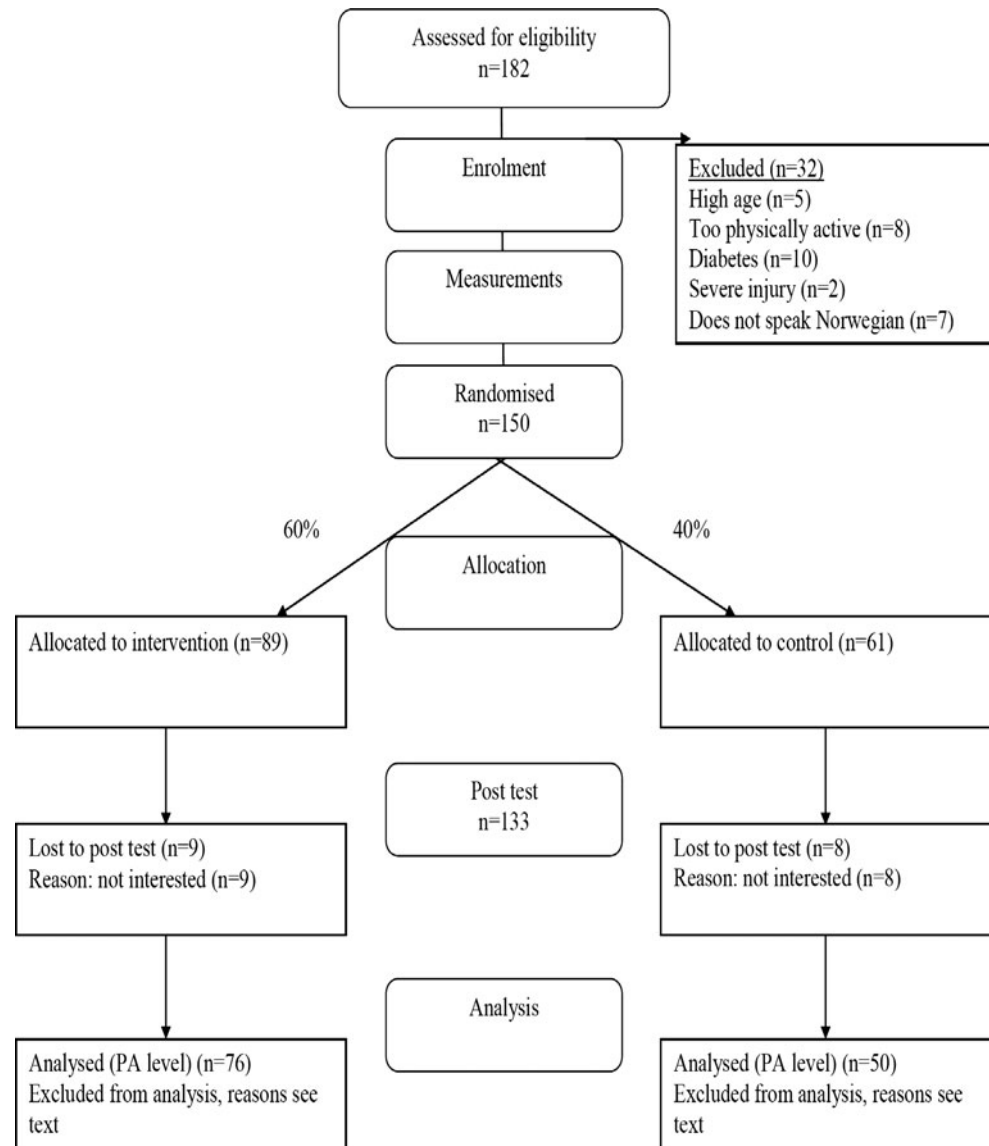 Assessed for eligibility
n=182
Enrolment
Excluded (n=32)
High age (n=5)
Too physically active (n=8)
Diabetes (n=10)
Severe injury (n=2)
Does not speak Norwegian (n=7)
Measurements
Randomised
n=150
60%
40%
Allocation
Allocated to intervention (n=89)
Allocated to control (n=61)
Post test
n=133
Lost to post test (n=9)
Reason: not interested (n=9)
Lost to post test (n=8)
Reason: not interested (n=8)
Analysis
Analysed (PA level) (n=76)
Excluded from analysis, reasons see
text
Analysed (PA level) (n=50)
Excluded from analysis, reasons see
text